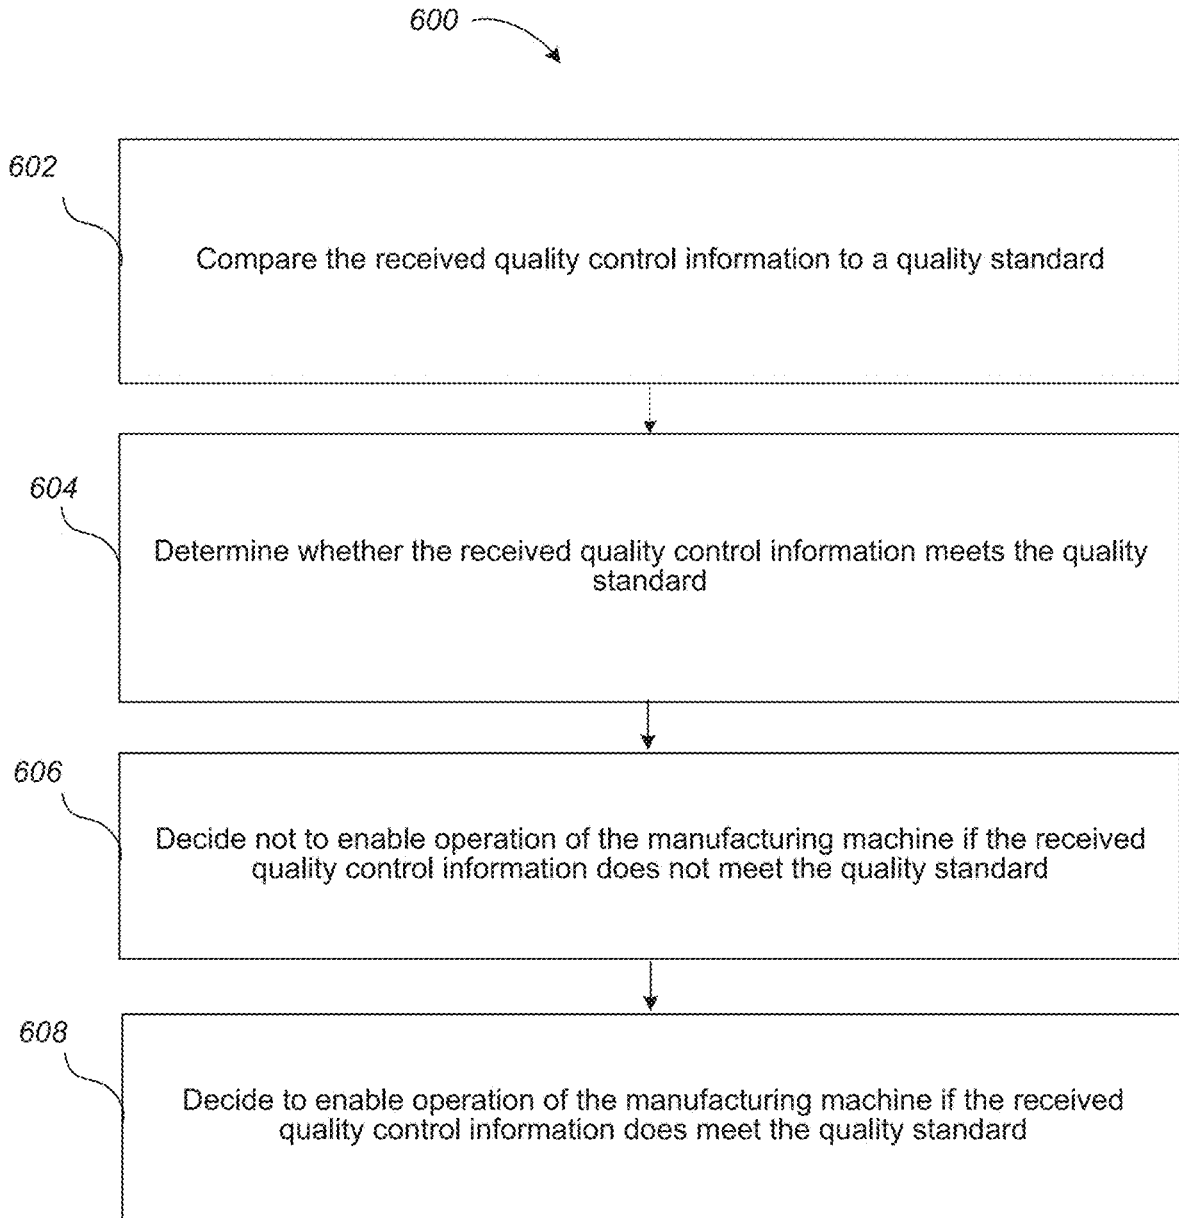 600
602
Compare the received quality control information to a quality standard
604
Determine whether the received quality control information meets the quality
standard
606
Decide not to enable operation of the manufacturing machine if the received
quality control information does not meet the quality standard
608
Decide to enable operation of the manufacturing machine if the received
quality control information does meet the quality standard